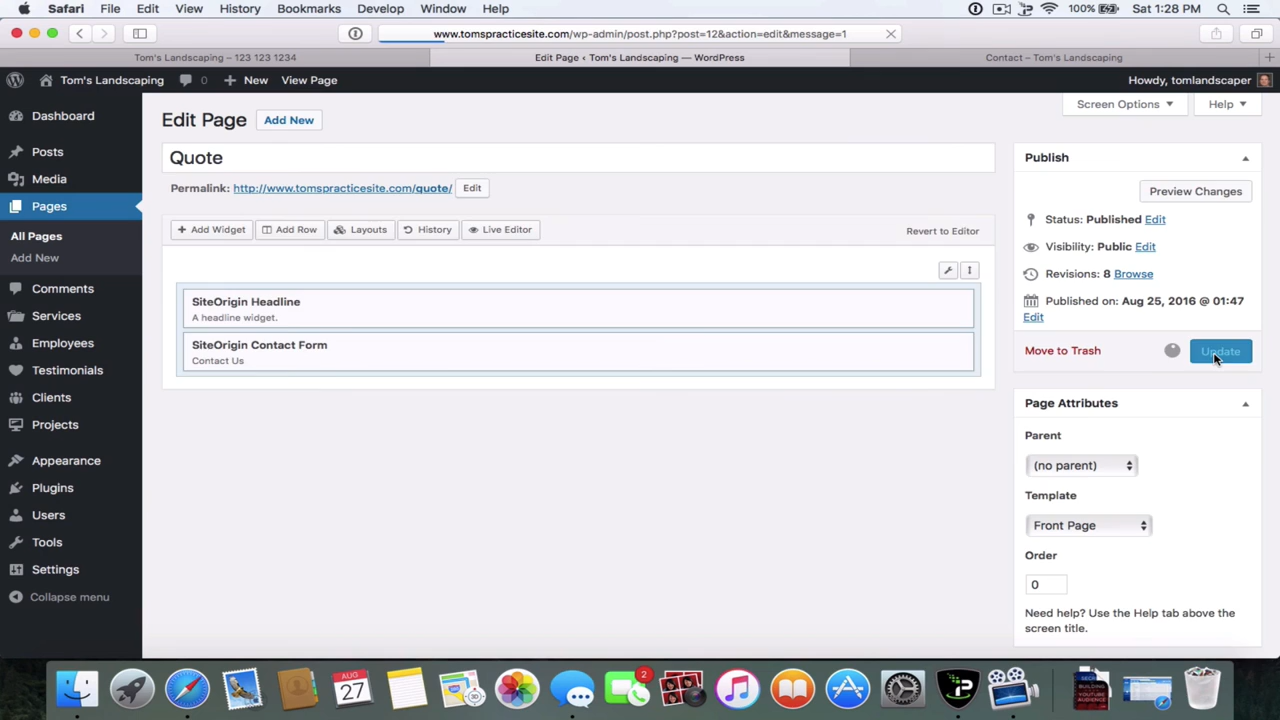 Safari File Edit View History Bookmarks Develop Window Help 100% Sat 1:28 PM
www.tomspracticesite.com/wp-admin/post.php?post=12&action=edit&message=1
Tom's Landscaping – 123 123 1234 Edit Page ‹ Tom's Landscaping — WordPress Contact – Tom's Landscaping
Tom's Landscaping 0 New View Page Howdy, tomlandscaper
Screen Options Help
Dashboard
Posts
Media
Pages
All Pages
Add New
Comments
Services
Employees
Testimonials
Clients
Projects
Appearance
Plugins
Users
Tools
Settings
Collapse menu
Edit Page Add New
Quote
Permalink: http://www.tomspracticesite.com/quote/ Edit
Add Widget Add Row Layouts History Live Editor Revert to Editor
SiteOrigin Headline
A headline widget.
SiteOrigin Contact Form
Contact Us
Publish
Preview Changes
Status: Published Edit
Visibility: Public Edit
Revisions: 8 Browse
Published on: Aug 25, 2016 @ 01:47
Edit
Move to Trash Update
Page Attributes
Parent
(no parent)
Template
Front Page
Order
0
Need help? Use the Help tab above the
screen title.
AUG
27
2